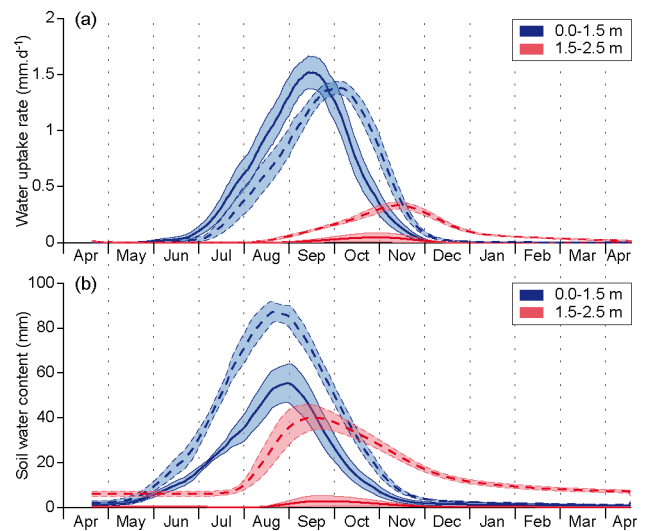 (a)
0.0-1.5 m
1.5-2.5 m
Water uptake rate (mm.d⁻¹)
2
1.5
1
0.5
0
Apr May Jun Jul Aug Sep Oct Nov Dec Jan Feb Mar Apr
(b)
0.0-1.5 m
1.5-2.5 m
Soil water content (mm)
100
80
60
40
20
0
Apr May Jun Jul Aug Sep Oct Nov Dec Jan Feb Mar Apr